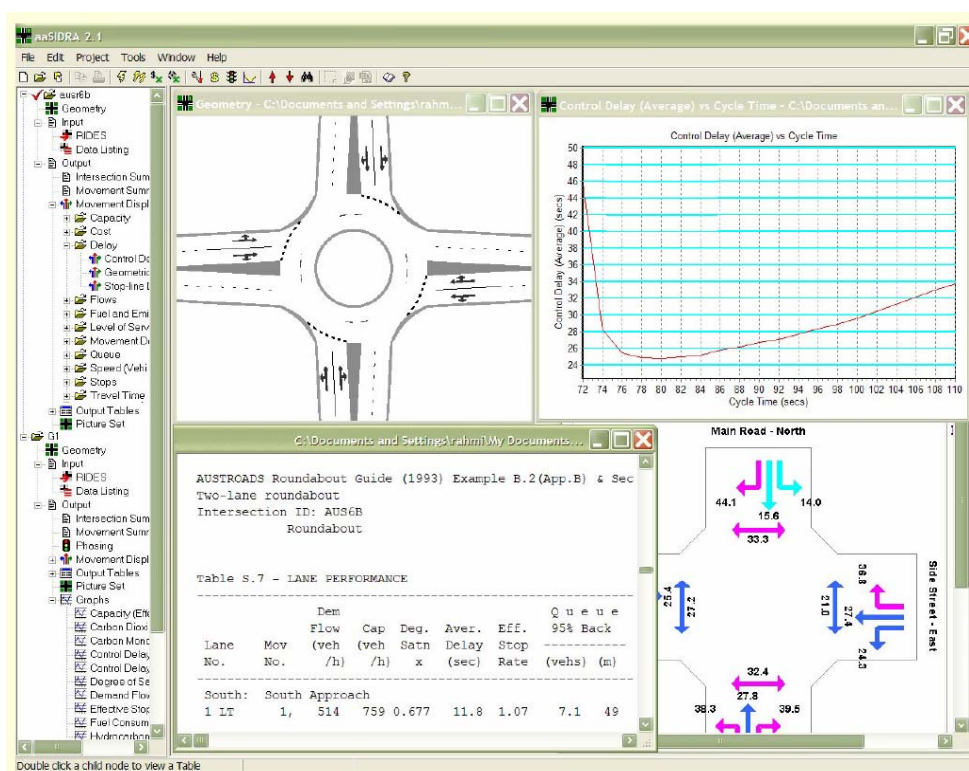 aaSIDRA 2.1
File Edit Project Tools Window Help
ausr6b
Geometry
Input
RIDES
Data Listing
Output
Intersection Sum
Movement Summ
Movement Displ
Capacity
Cost
Delay
Control De
Geometric
Stop-line D
Flows
Fuel and Emi
Level of Serv
Movement De
Queue
Speed (Vehi
Stops
Travel Time
Output Tables
Picture Set
G1
Geometry
Input
RIDES
Data Listing
Output
Intersection Sum
Movement Summ
Phasing
Movement Displ
Output Tables
Picture Set
Graphs
Capacity (Effe
Carbon Dioxi
Carbon Mono
Control Delay
Control Delay
Degree of Sa
Demand Flow
Effective Stop
Fuel Consum
Hydrocarbon
Geometry - C:\Documents and Settings\rahm...
Control Delay (Average) vs Cycle Time - C:\Documents an...
Control Delay (Average) vs Cycle Time
Control Delay (Average) (secs)
50
48
46
44
42
40
38
36
34
32
30
28
26
24
72 74 76 78 80 82 84 86 88 90 92 94 96 98 100 102 104 106 108 110
Cycle Time (secs)
C:\Documents and Settings\rahmi\My Documents...
AUSTROADS Roundabout Guide (1993) Example B.2(App.B) & Sec
Two-lane roundabout
Intersection ID: AUS6B
Roundabout
Table S.7 - LANE PERFORMANCE
Dem Queue
Flow Cap Deg. Aver. Eff. 95% Back
Lane Mov (veh (veh Satn Delay Stop
No. No. /h) /h) x (sec) Rate (vehs) (m)
South: South Approach
1 LT 1, 514 759 0.677 11.8 1.07 7.1 49
Main Road - North
44.1 14.0
15.6
33.3
25.4
27.2
21.0
36.8
27.4
24.3
Side Street - East
32.4
27.8
38.3 39.5
Double click a child node to view a Table